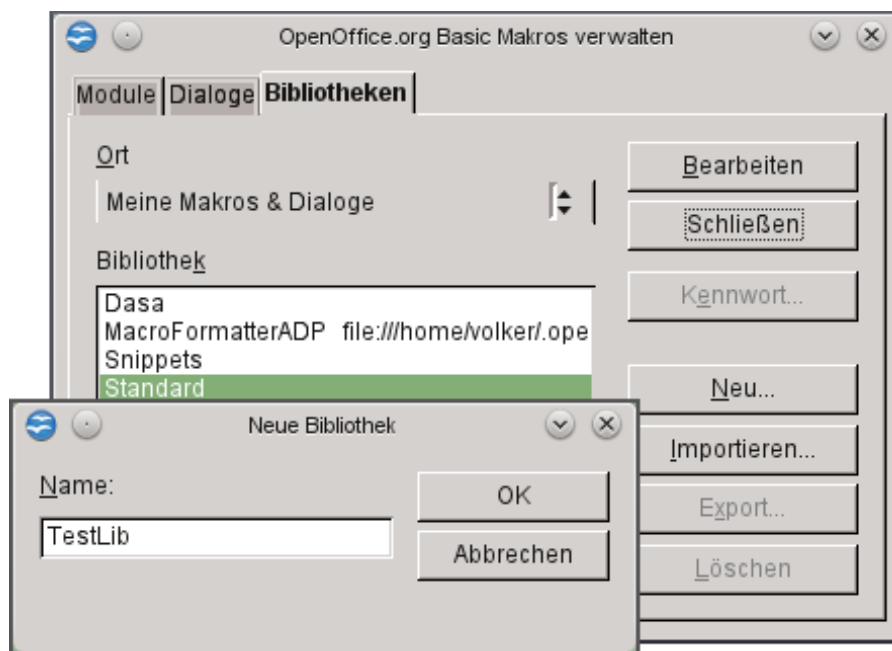 OpenOffice.org Basic Makros verwalten
Module Dialoge Bibliotheken
Ort
Meine Makros & Dialoge
Bibliothek
Dasa
MacroFormatterADP file:///home/volker/.ope
Snippets
Standard
Bearbeiten
Schließen
Kennwort...
Neu...
Importieren...
Export...
Löschen
Neue Bibliothek
Name:
TestLib
OK
Abbrechen